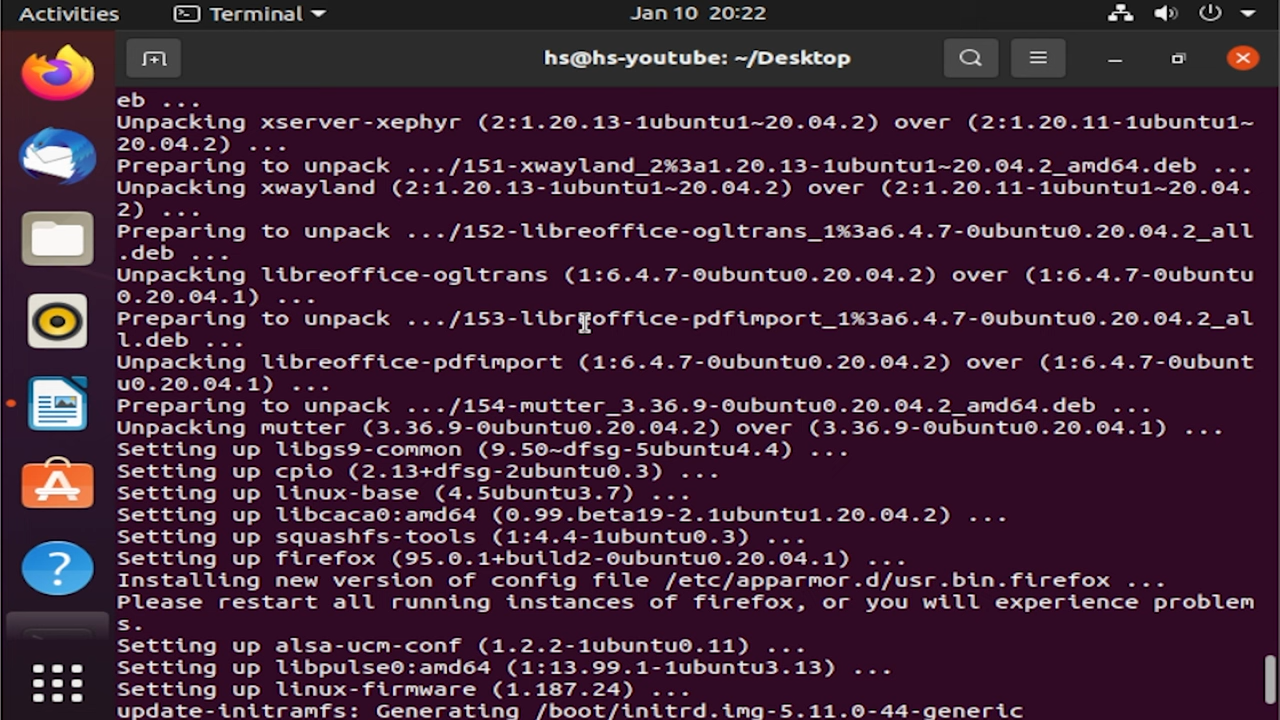 Activities
Terminal
Jan 10 20:22
hs@hs-youtube: ~/Desktop
eb ...
Unpacking xserver-xephyr (2:1.20.13-1ubuntu1~20.04.2) over (2:1.20.11-1ubuntu1~
20.04.2) ...
Preparing to unpack .../151-xwayland_2%3a1.20.13-1ubuntu1~20.04.2_amd64.deb ...
Unpacking xwayland (2:1.20.13-1ubuntu1~20.04.2) over (2:1.20.11-1ubuntu1~20.04.
2) ...
Preparing to unpack .../152-libreoffice-ogltrans_1%3a6.4.7-0ubuntu0.20.04.2_all
.deb ...
Unpacking libreoffice-ogltrans (1:6.4.7-0ubuntu0.20.04.2) over (1:6.4.7-0ubuntu
0.20.04.1) ...
Preparing to unpack .../153-libreoffice-pdfimport_1%3a6.4.7-0ubuntu0.20.04.2_al
l.deb ...
Unpacking libreoffice-pdfimport (1:6.4.7-0ubuntu0.20.04.2) over (1:6.4.7-0ubunt
u0.20.04.1) ...
Preparing to unpack .../154-mutter_3.36.9-0ubuntu0.20.04.2_amd64.deb ...
Unpacking mutter (3.36.9-0ubuntu0.20.04.2) over (3.36.9-0ubuntu0.20.04.1) ...
Setting up libgs9-common (9.50~dfsg-5ubuntu4.4) ...
Setting up cpio (2.13+dfsg-2ubuntu0.3) ...
Setting up linux-base (4.5ubuntu3.7) ...
Setting up libcaca0:amd64 (0.99.beta19-2.1ubuntu1.20.04.2) ...
Setting up squashfs-tools (1:4.4-1ubuntu0.3) ...
Setting up firefox (95.0.1+build2-0ubuntu0.20.04.1) ...
Installing new version of config file /etc/apparmor.d/usr.bin.firefox ...
Please restart all running instances of firefox, or you will experience problem
s.
Setting up alsa-ucm-conf (1.2.2-1ubuntu0.11) ...
Setting up libpulse0:amd64 (1:13.99.1-1ubuntu3.13) ...
Setting up linux-firmware (1.187.24) ...
update-initramfs: Generating /boot/initrd.img-5.11.0-44-generic